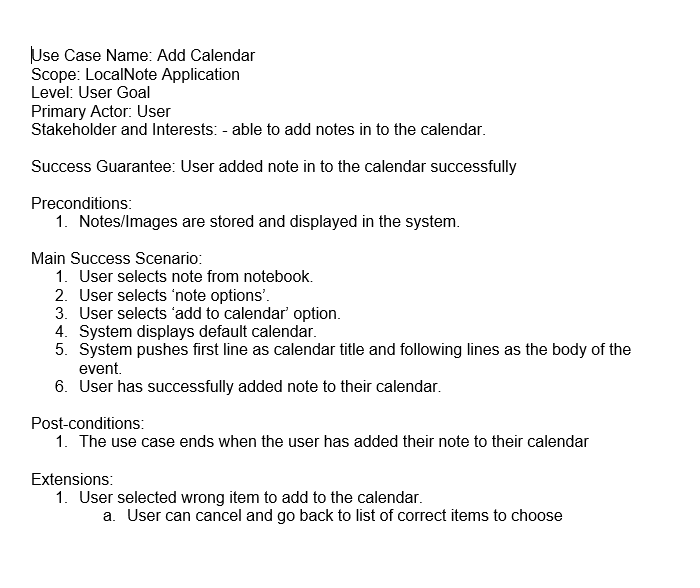 Use Case Name: Add Calendar
Scope: LocalNote Application
Level: User Goal
Primary Actor: User
Stakeholder and Interests: - able to add notes in to the calendar.
Success Guarantee: User added note in to the calendar successfully
Preconditions:
1. Notes/Images are stored and displayed in the system.
Main Success Scenario:
1. User selects note from notebook.
2. User selects ‘note options’.
3. User selects ‘add to calendar’ option.
4. System displays default calendar.
5. System pushes first line as calendar title and following lines as the body of the
event.
6. User has successfully added note to their calendar.
Post-conditions:
1. The use case ends when the user has added their note to their calendar
Extensions:
1. User selected wrong item to add to the calendar.
a. User can cancel and go back to list of correct items to choose